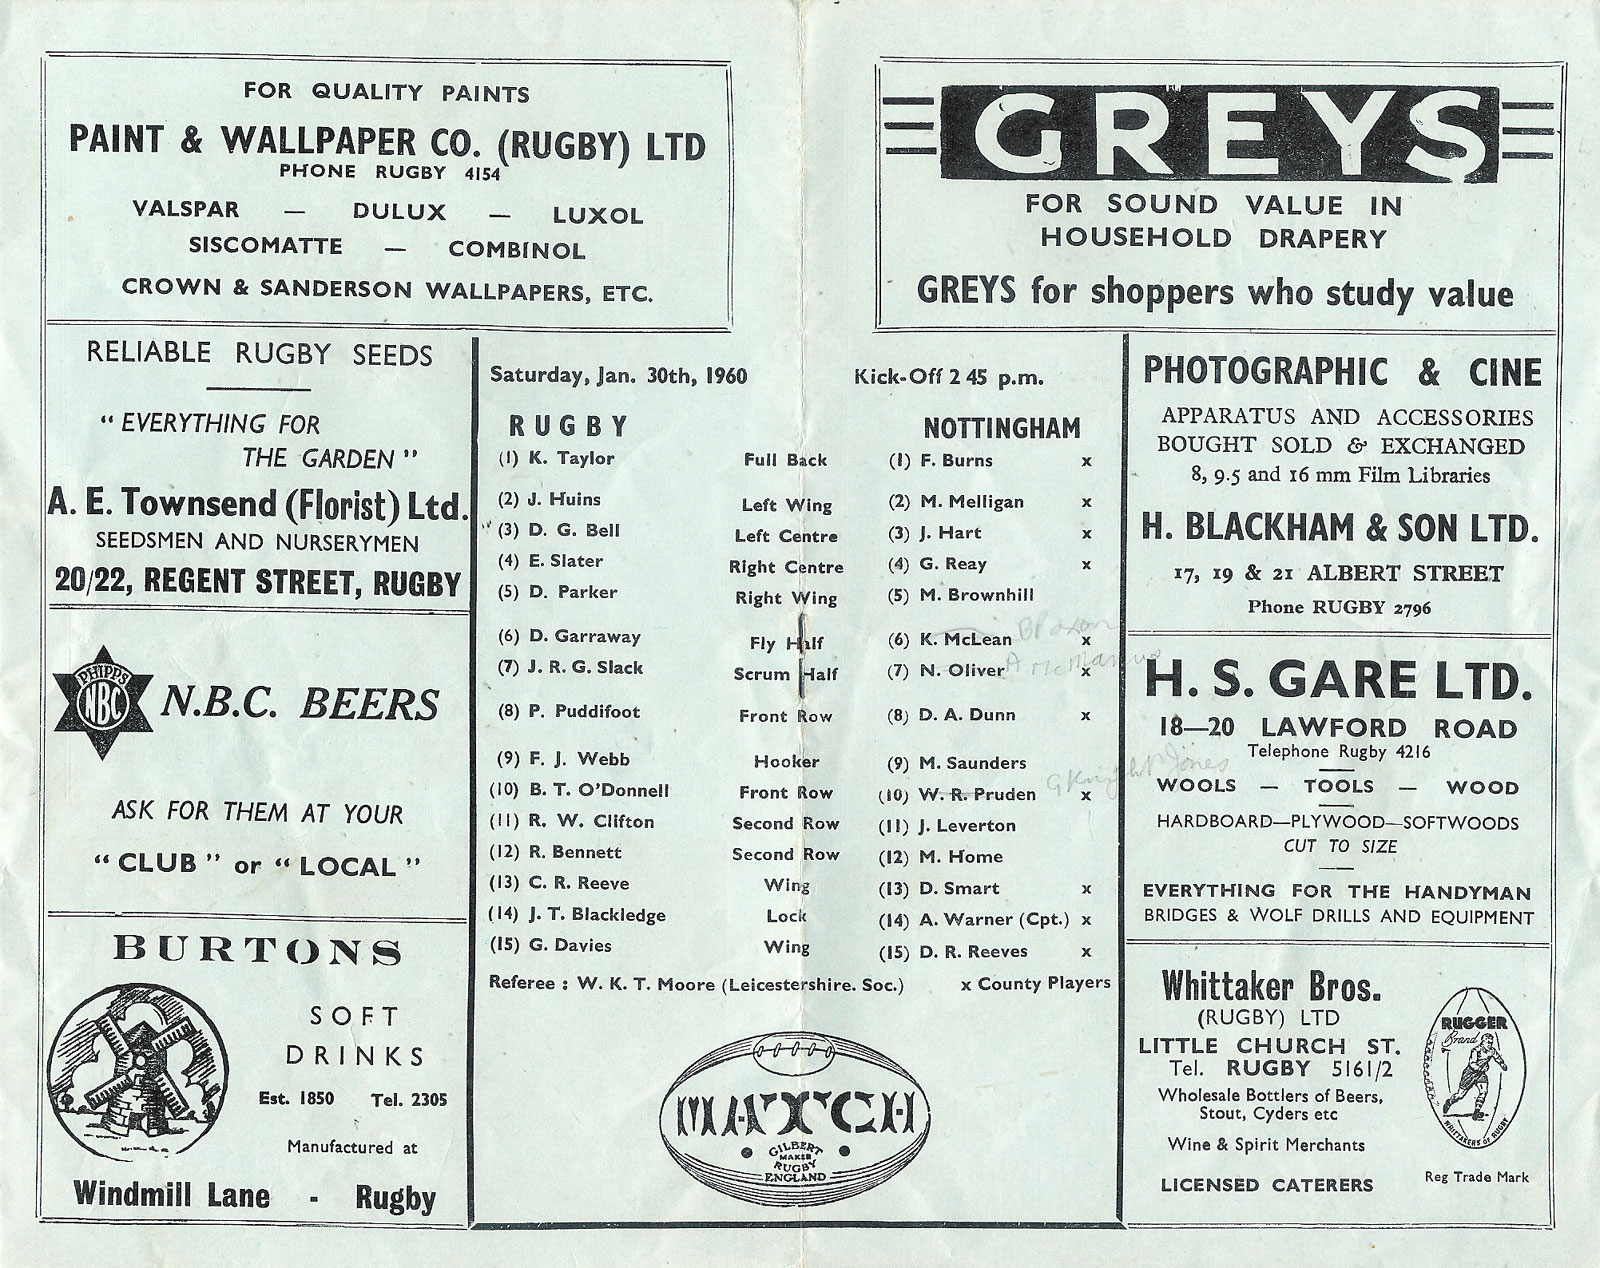 FOR QUALITY PAINTS
PAINT & WALLPAPER CO. (RUGBY) LTD
PHONE RUGBY 4154
VALSPAR — DULUX — LUXOL
SISCOMATTE — COMBINOL
CROWN & SANDERSON WALLPAPERS, ETC.
GREYS
FOR SOUND VALUE IN
HOUSEHOLD DRAPERY
GREYS for shoppers who study value
RELIABLE RUGBY SEEDS
“ EVERYTHING FOR
THE GARDEN ”
A. E. Townsend (Florist) Ltd.
SEEDSMEN AND NURSERYMEN
20/22, REGENT STREET, RUGBY
PHIPPS
NBC
N.B.C. BEERS
ASK FOR THEM AT YOUR
“ CLUB ” or “ LOCAL ”
BURTONS
SOFT
DRINKS
Est. 1850 Tel. 2305
Manufactured at
Windmill Lane - Rugby
Saturday, Jan. 30th, 1960 Kick-Off 2 45 p.m.
RUGBY NOTTINGHAM
(1) K. Taylor Full Back (1) F. Burns x
(2) J. Huins Left Wing (2) M. Melligan x
(3) D. G. Bell Left Centre (3) J. Hart x
(4) E. Slater Right Centre (4) G. Reay x
(5) D. Parker Right Wing (5) M. Brownhill
(6) D. Garraway Fly Half (6) K. McLean x
(7) J. R. G. Slack Scrum Half (7) N. Oliver x A McManus
(8) P. Puddifoot Front Row (8) D. A. Dunn x
(9) F. J. Webb Hooker (9) M. Saunders
(10) B. T. O'Donnell Front Row (10) W. R. Pruden x G Knight Jones
(11) R. W. Clifton Second Row (11) J. Leverton
(12) R. Bennett Second Row (12) M. Home
(13) C. R. Reeve Wing (13) D. Smart x
(14) J. T. Blackledge Lock (14) A. Warner (Cpt.) x
(15) G. Davies Wing (15) D. R. Reeves x
Referee : W. K. T. Moore (Leicestershire. Soc.) x County Players
MATCH
GILBERT
MAKER
RUGBY
ENGLAND
PHOTOGRAPHIC & CINE
APPARATUS AND ACCESSORIES
BOUGHT SOLD & EXCHANGED
8, 9.5 and 16 mm Film Libraries
H. BLACKHAM & SON LTD.
17, 19 & 21 ALBERT STREET
Phone RUGBY 2796
H. S. GARE LTD.
18—20 LAWFORD ROAD
Telephone Rugby 4216
WOOLS — TOOLS — WOOD
HARDBOARD—PLYWOOD—SOFTWOODS
CUT TO SIZE
EVERYTHING FOR THE HANDYMAN
BRIDGES & WOLF DRILLS AND EQUIPMENT
Whittaker Bros.
(RUGBY) LTD
LITTLE CHURCH ST.
Tel. RUGBY 5161/2
Wholesale Bottlers of Beers,
Stout, Cyders etc
Wine & Spirit Merchants
LICENSED CATERERS
RUGGER
Brand
WHITTAKERS OF RUGBY
Reg Trade Mark